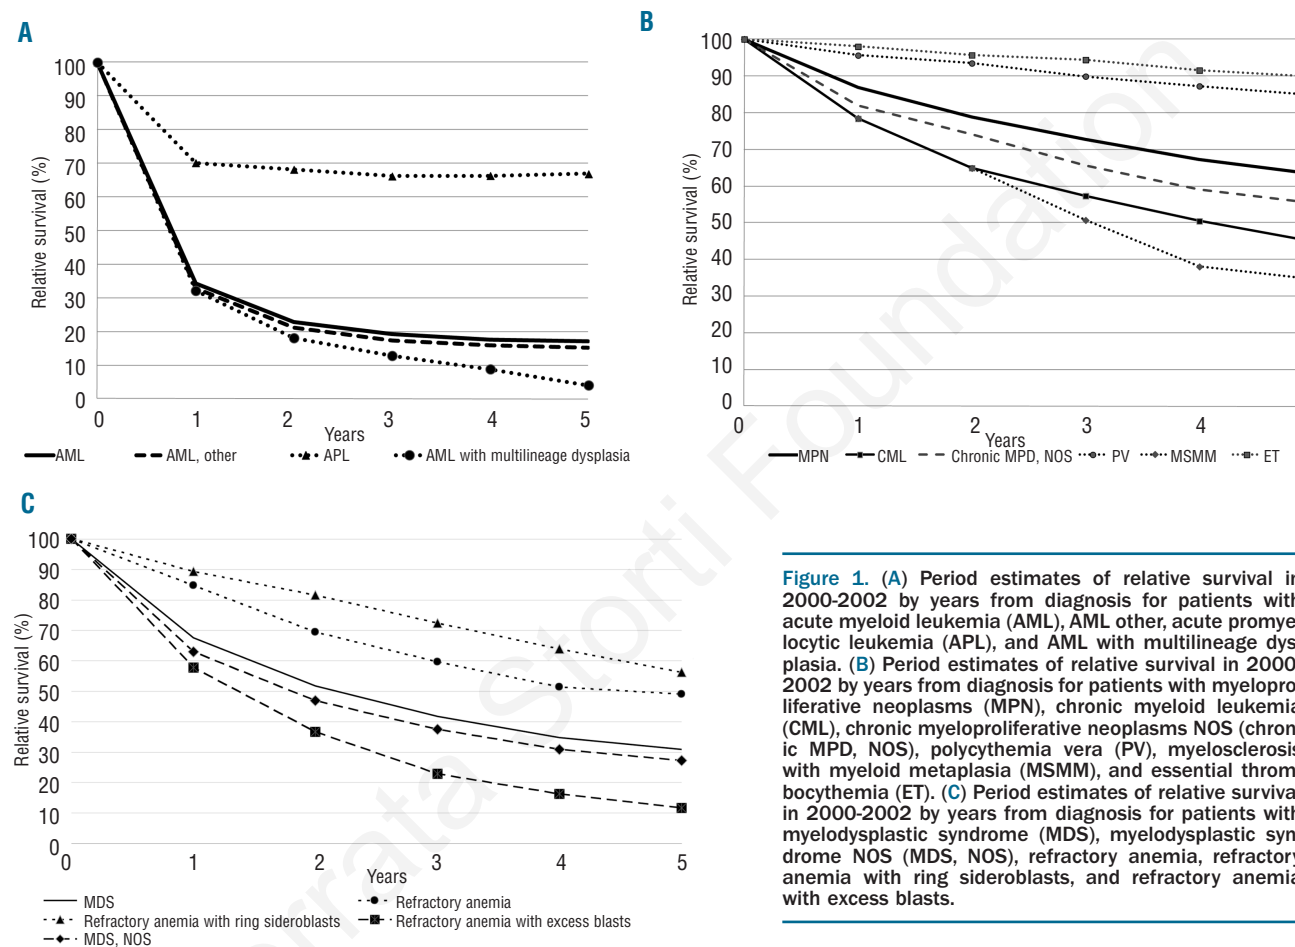 A
Relative survival (%)
100
90
80
70
60
50
40
30
20
10
0
0 1 2 3 4 5
Years
AML AML, other APL AML with multilineage dysplasia
B
Relative survival (%)
100
90
80
70
60
50
40
30
20
10
0
0 1 2 3 4
Years
MPN CML Chronic MPD, NOS PV MSMM ET
C
Relative survival (%)
100
90
80
70
60
50
40
30
20
10
0
0 1 2 3 4 5
Years
MDS Refractory anemia
Refractory anemia with ring sideroblasts Refractory anemia with excess blasts
MDS, NOS
Figure 1. (A) Period estimates of relative survival in
2000-2002 by years from diagnosis for patients with
acute myeloid leukemia (AML), AML other, acute promye
locytic leukemia (APL), and AML with multilineage dys
plasia. (B) Period estimates of relative survival in 2000
2002 by years from diagnosis for patients with myelopro
liferative neoplasms (MPN), chronic myeloid leukemia
(CML), chronic myeloproliferative neoplasms NOS (chron
ic MPD, NOS), polycythemia vera (PV), myelosclerosis
with myeloid metaplasia (MSMM), and essential throm
bocythemia (ET). (C) Period estimates of relative survival
in 2000-2002 by years from diagnosis for patients with
myelodysplastic syndrome (MDS), myelodysplastic syn
drome NOS (MDS, NOS), refractory anemia, refractory
anemia with ring sideroblasts, and refractory anemia
with excess blasts.
rrata Storti Foundation